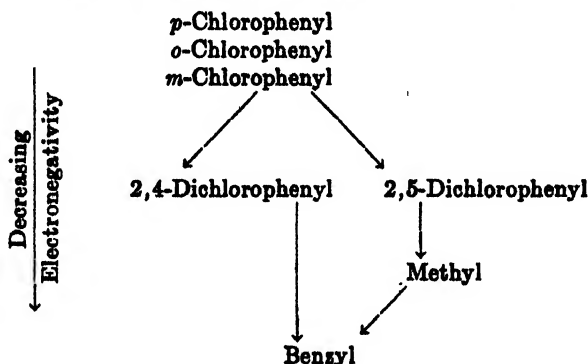 p-Chlorophenyl
o-Chlorophenyl
m-Chlorophenyl
Decreasing
Electronegativity
2,4-Dichlorophenyl 2,5-Dichlorophenyl
Methyl
Benzyl